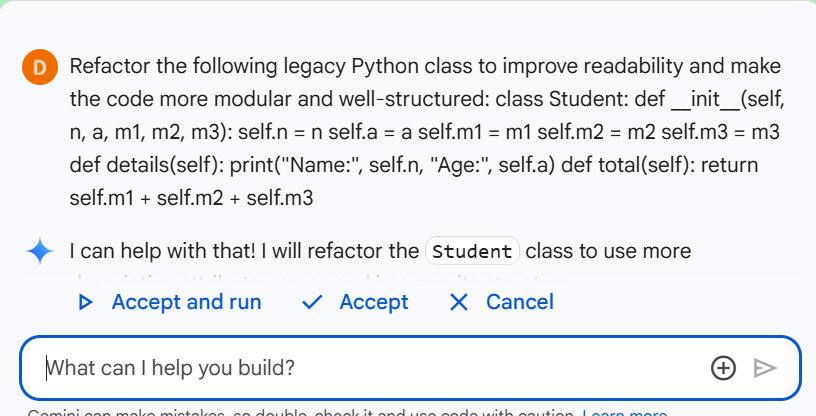 D
Refactor the following legacy Python class to improve readability and make
the code more modular and well-structured: class Student: def __init__(self,
n, a, m1, m2, m3): self.n = n self.a = a self.m1 = m1 self.m2 = m2 self.m3 = m3
def details(self): print("Name:", self.n, "Age:", self.a) def total(self): return
self.m1 + self.m2 + self.m3
I can help with that! I will refactor the Student class to use more
Accept and run Accept Cancel
What can I help you build?
Gemini can make mistakes, so double-check it and use code with caution. Learn more